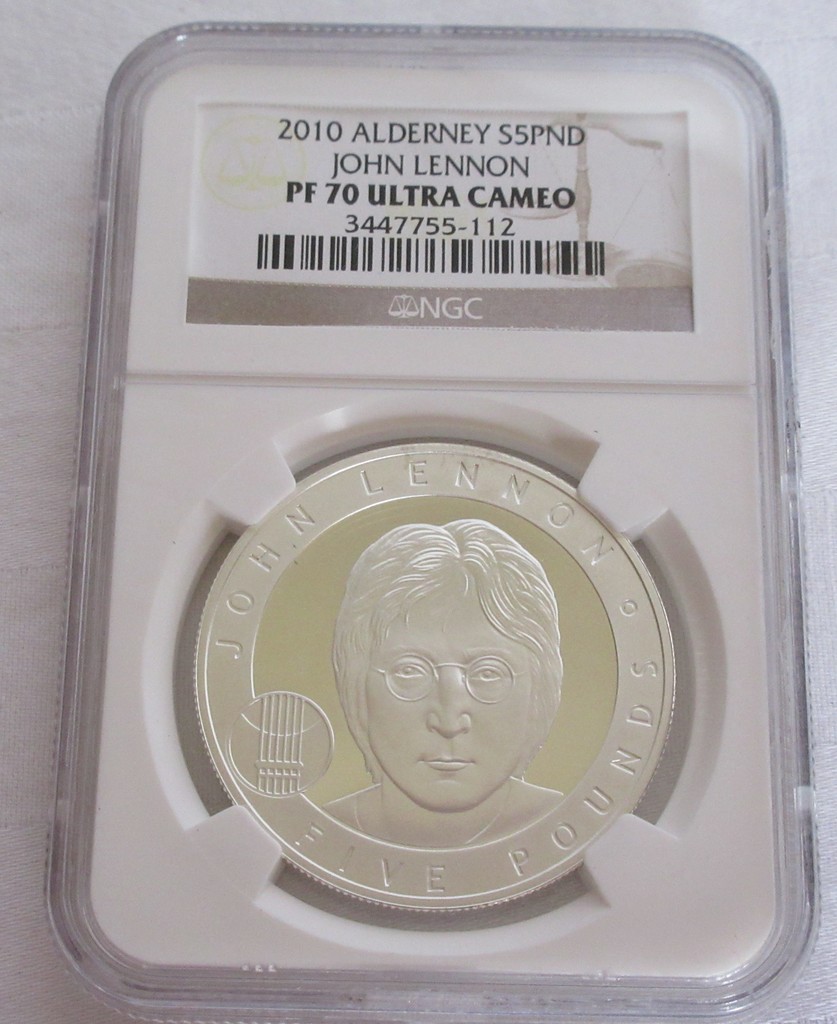 2010 ALDERNEY S5PND
JOHN LENNON
PF 70 ULTRA CAMEO
3447755-112
NGC
JOHN LENNON
FIVE POUNDS